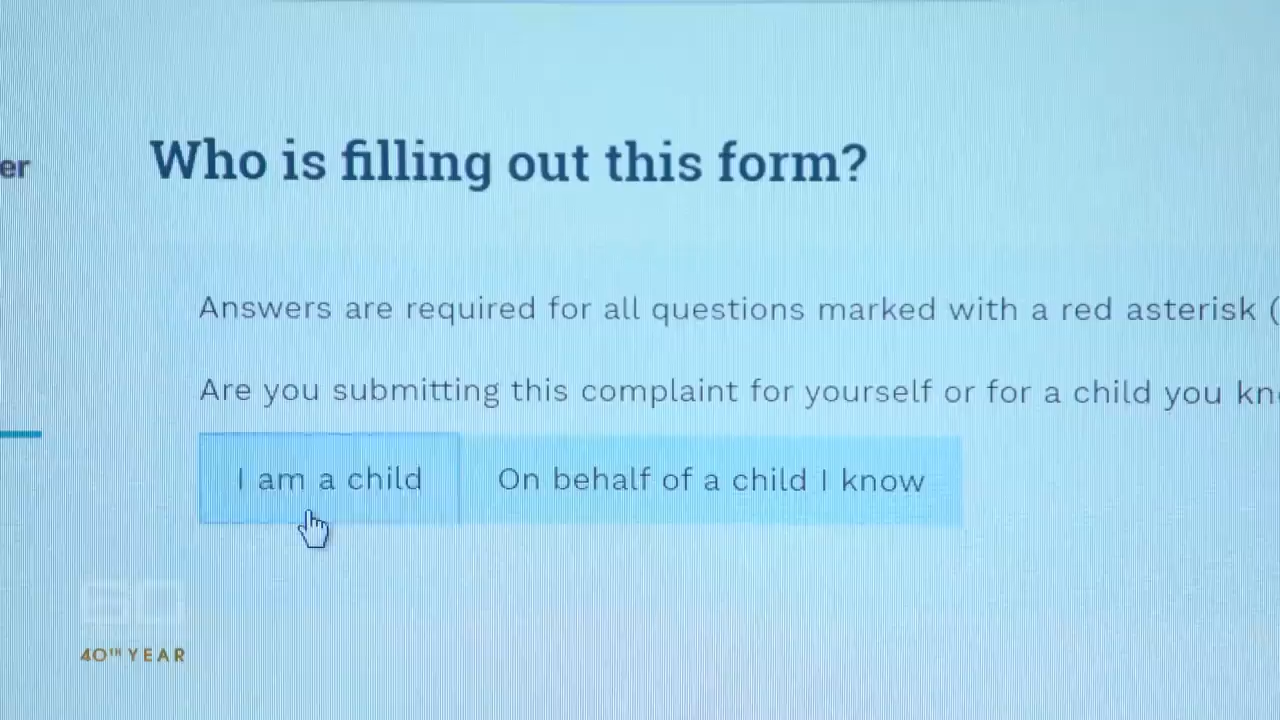 er
Who is filling out this form?
Answers are required for all questions marked with a red asterisk (
Are you submitting this complaint for yourself or for a child you kn
I am a child
On behalf of a child I know
60
40TH YEAR